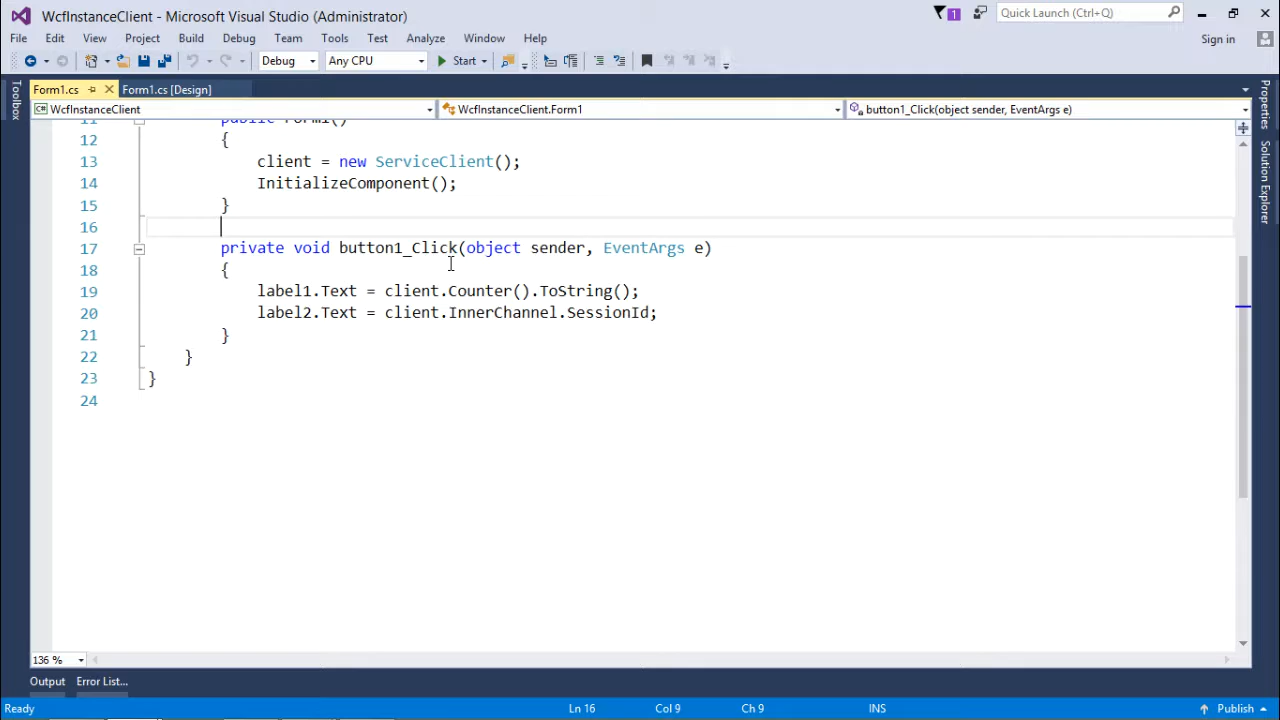 WcfInstanceClient - Microsoft Visual Studio (Administrator)
1
Quick Launch (Ctrl+Q)
File Edit View Project Build Debug Team Tools Test Analyze Window Help
Sign in
Debug Any CPU Start
Toolbox
Form1.cs Form1.cs [Design]
WcfInstanceClient WcfInstanceClient.Form1 button1_Click(object sender, EventArgs e)
Properties
Solution Explorer
11 public Form1()
12 {
13 client = new ServiceClient();
14 InitializeComponent();
15 }
16
17 private void button1_Click(object sender, EventArgs e)
18 {
19 label1.Text = client.Counter().ToString();
20 label2.Text = client.InnerChannel.SessionId;
21 }
22 }
23 }
24
136 %
Output Error List...
Ready Ln 16 Col 9 Ch 9 INS Publish